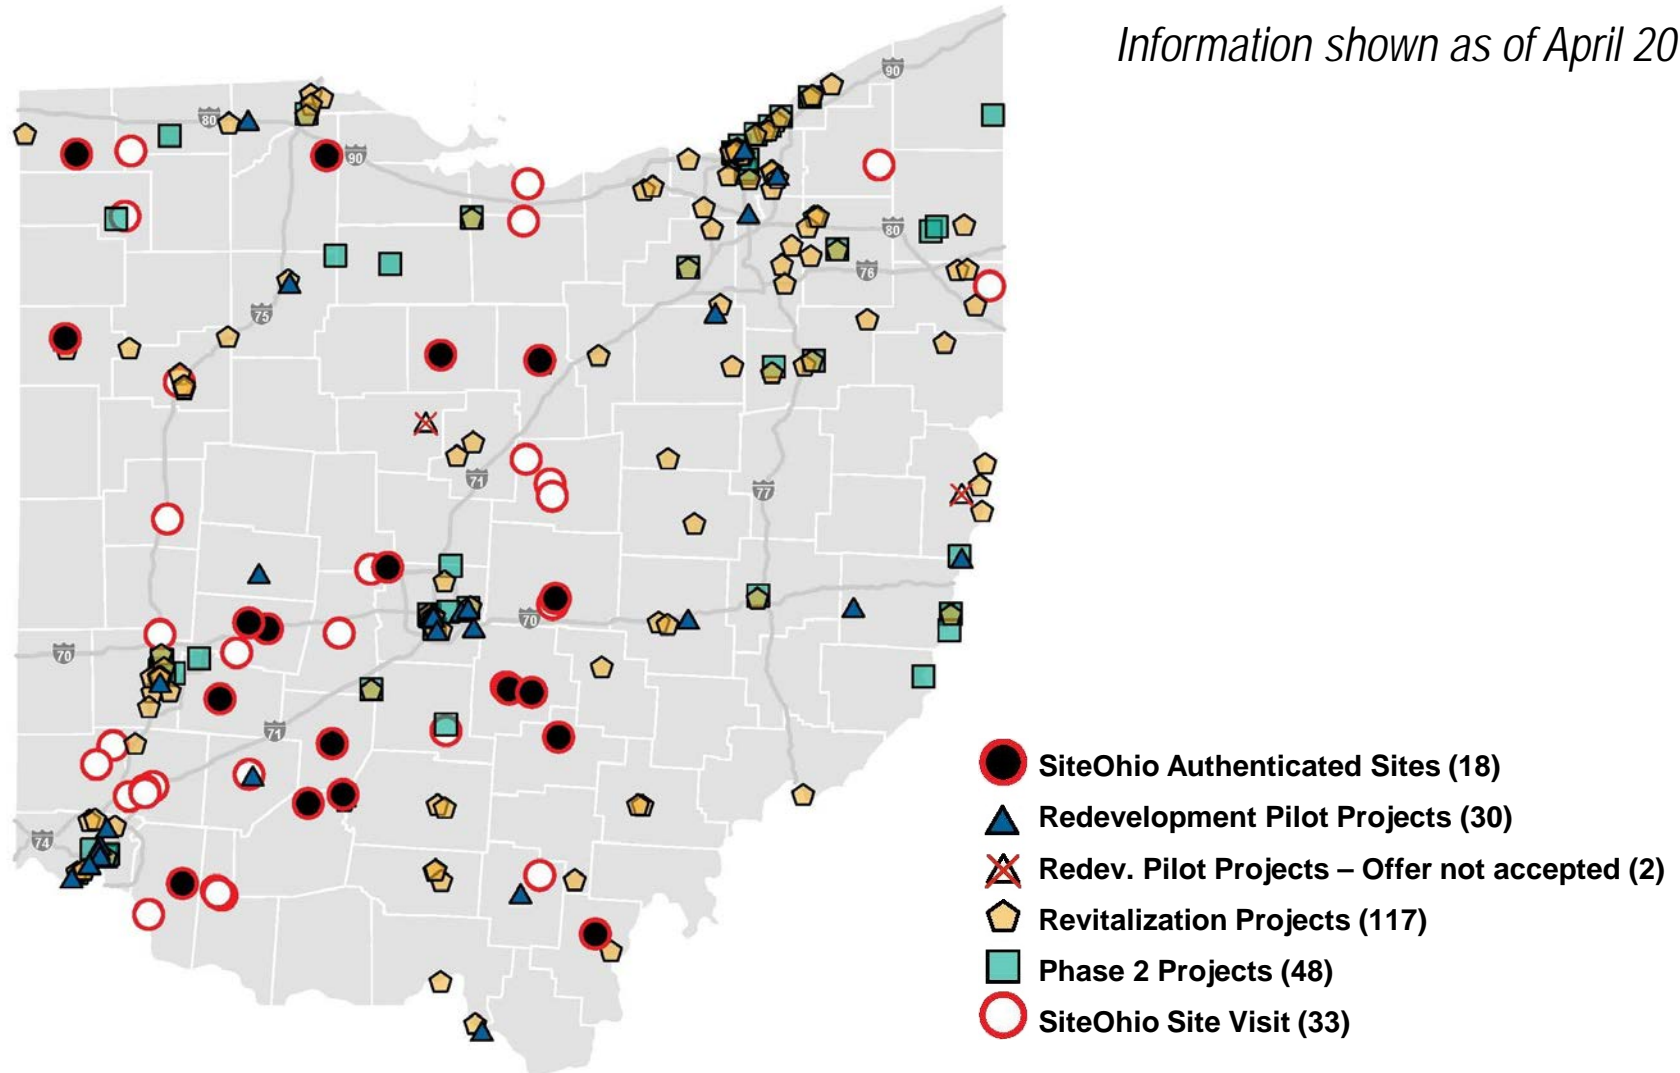 Information shown as of April 20
90
80
90
80
76
75
71
77
70
70
71
74
SiteOhio Authenticated Sites (18)
Redevelopment Pilot Projects (30)
Redev. Pilot Projects – Offer not accepted (2)
Revitalization Projects (117)
Phase 2 Projects (48)
SiteOhio Site Visit (33)